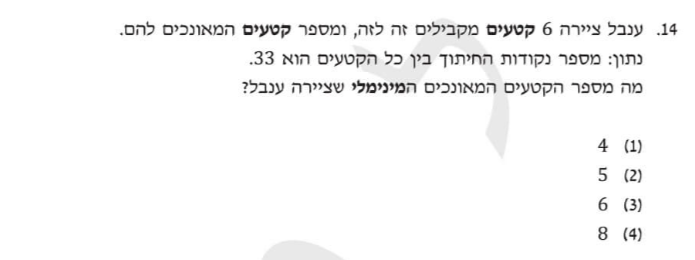 14. ענבל ציירה 6 קטעים מקבילים זה לזה, ומספר קטעים המאונכים להם.
נתון: מספר נקודות החיתוך בין כל הקטעים הוא 33.
מה מספר הקטעים המאונכים המינימלי שציירה ענבל?
(1) 4
(2) 5
(3) 6
(4) 8